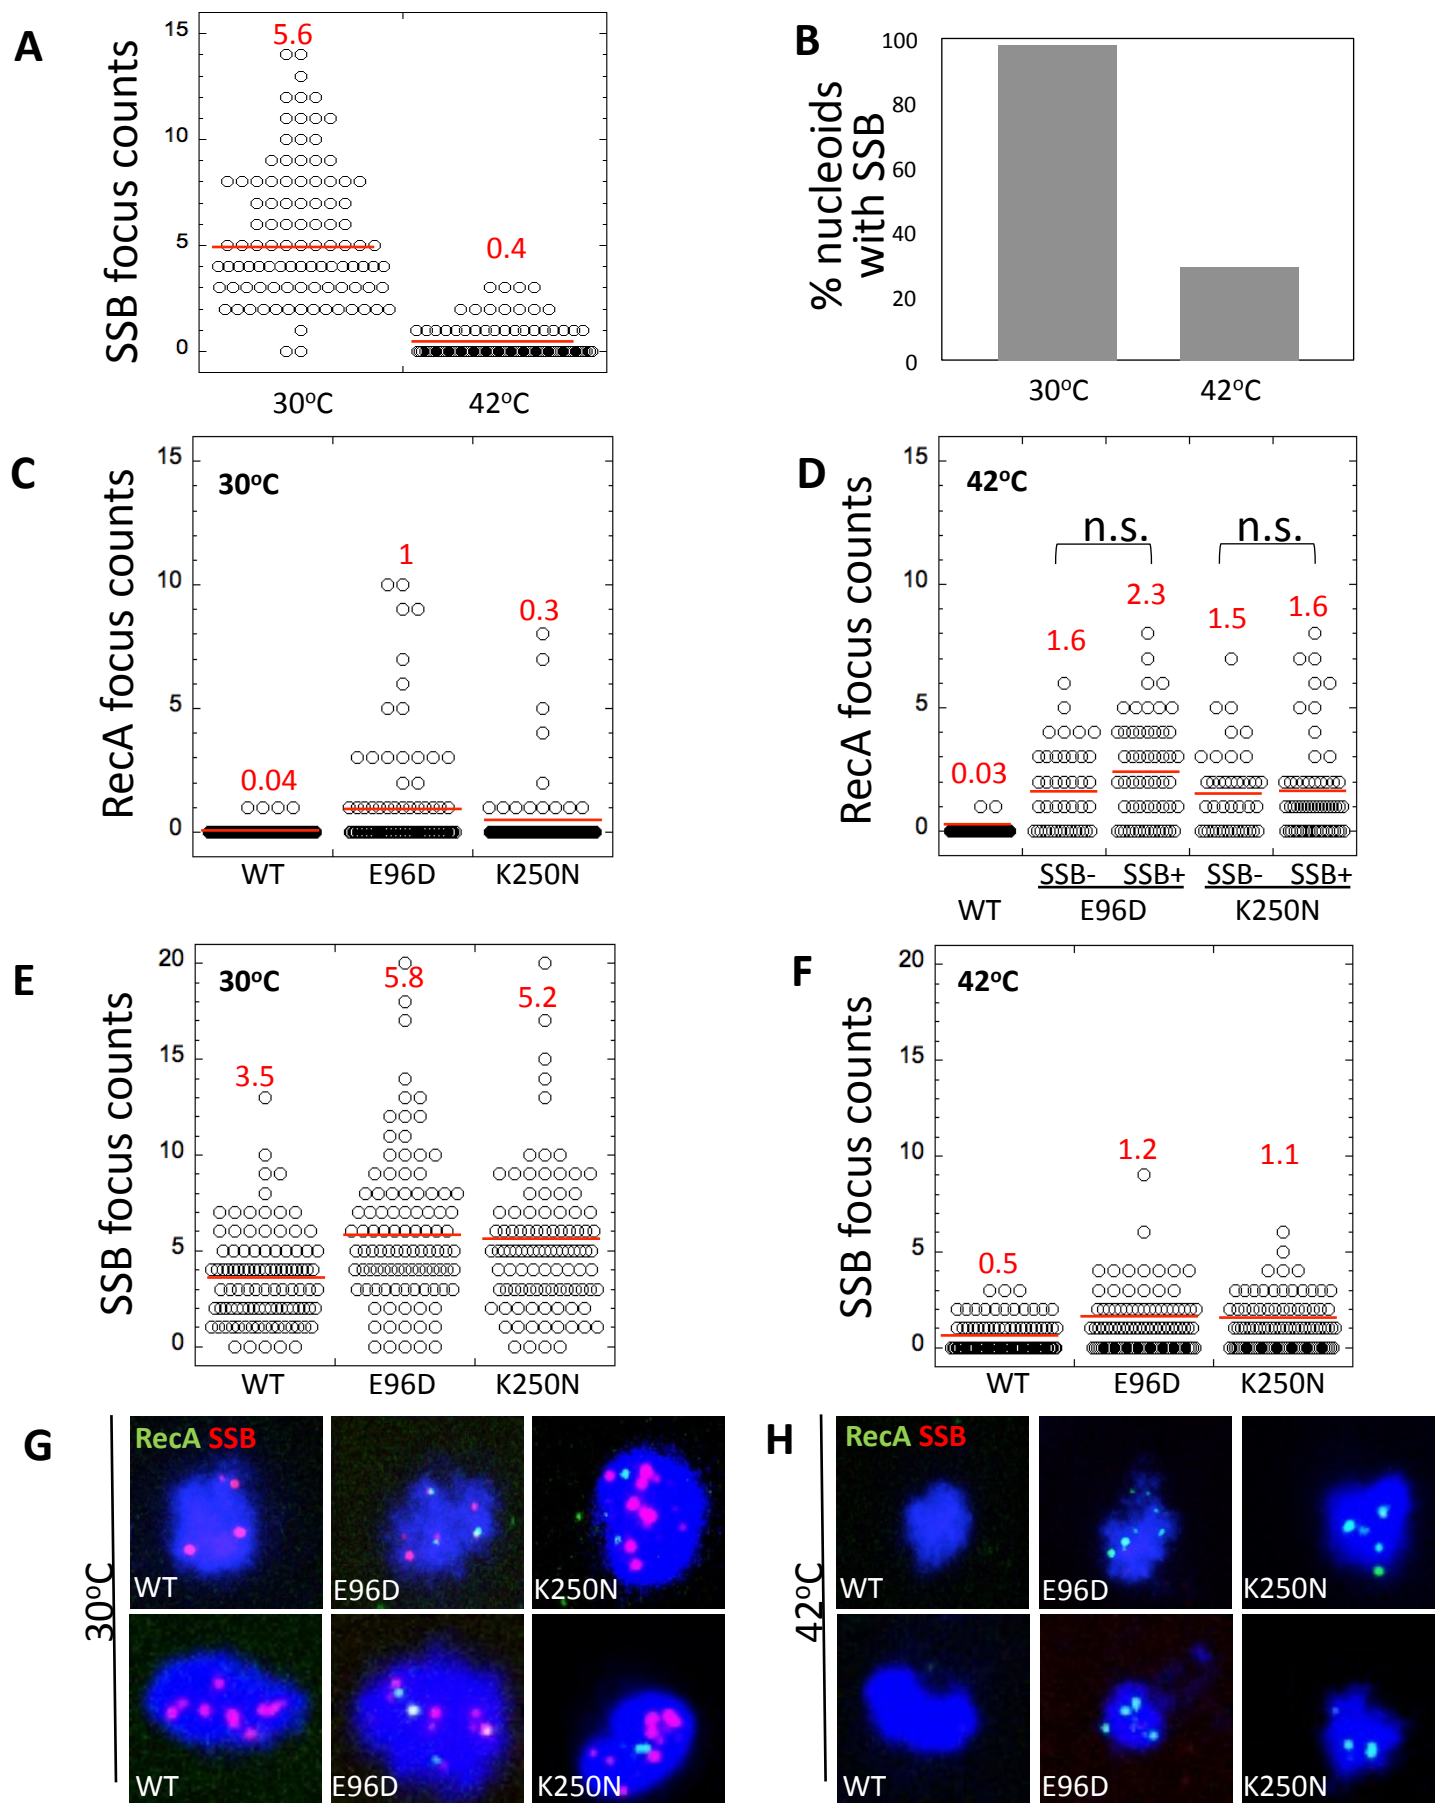 A
SSB focus counts
15
10
5
0
5.6
0.4
30°C
42°C
B
% nucleoids
with SSB
100
80
60
40
20
0
30°C
42°C
C
RecA focus counts
15
10
5
0
30°C
0.04
1
0.3
WT
E96D
K250N
D
RecA focus counts
15
10
5
0
42°C
n.s.
n.s.
0.03
1.6
2.3
1.5
1.6
SSB-
SSB+
SSB-
SSB+
WT
E96D
K250N
E
SSB focus counts
20
15
10
5
0
30°C
3.5
5.8
5.2
WT
E96D
K250N
F
SSB focus counts
20
15
10
5
0
42°C
0.5
1.2
1.1
WT
E96D
K250N
G
30°C
RecA SSB
WT
E96D
K250N
WT
E96D
K250N
H
42°C
RecA SSB
WT
E96D
K250N
WT
E96D
K250N